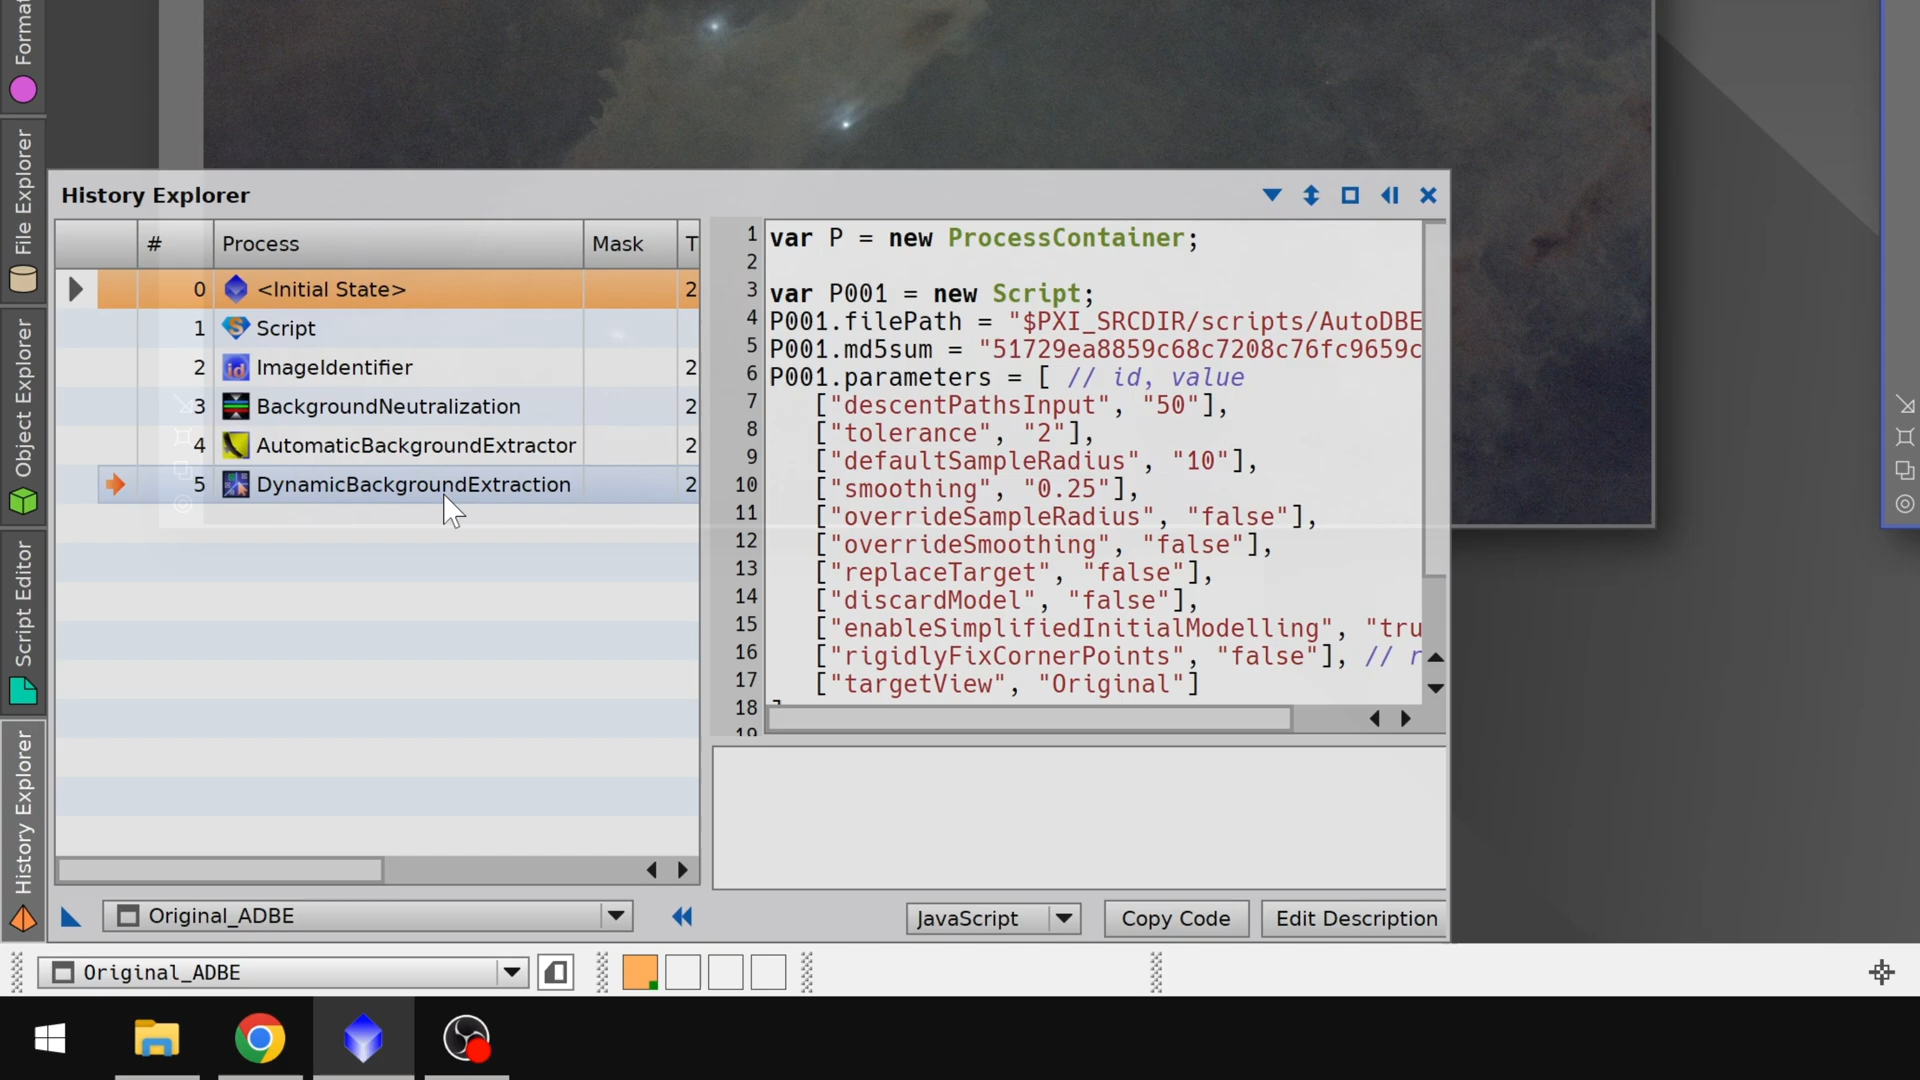 Format
File Explorer
Object Explorer
Script Editor
History Explorer
History Explorer
# Process Mask T
0 <Initial State> 2
1 Script
2 ImageIdentifier 2
3 BackgroundNeutralization 2
4 AutomaticBackgroundExtractor 2
5 DynamicBackgroundExtraction 2
1 var P = new ProcessContainer;
2
3 var P001 = new Script;
4 P001.filePath = "$PXI_SRCDIR/scripts/AutoDBE
5 P001.md5sum = "51729ea8859c68c7208c76fc9659c
6 P001.parameters = [ // id, value
7 ["descentPathsInput", "50"],
8 ["tolerance", "2"],
9 ["defaultSampleRadius", "10"],
10 ["smoothing", "0.25"],
11 ["overrideSampleRadius", "false"],
12 ["overrideSmoothing", "false"],
13 ["replaceTarget", "false"],
14 ["discardModel", "false"],
15 ["enableSimplifiedInitialModelling", "tru
16 ["rigidlyFixCornerPoints", "false"], // r
17 ["targetView", "Original"]
18 ]
19
Original_ADBE
JavaScript Copy Code Edit Description
Original_ADBE